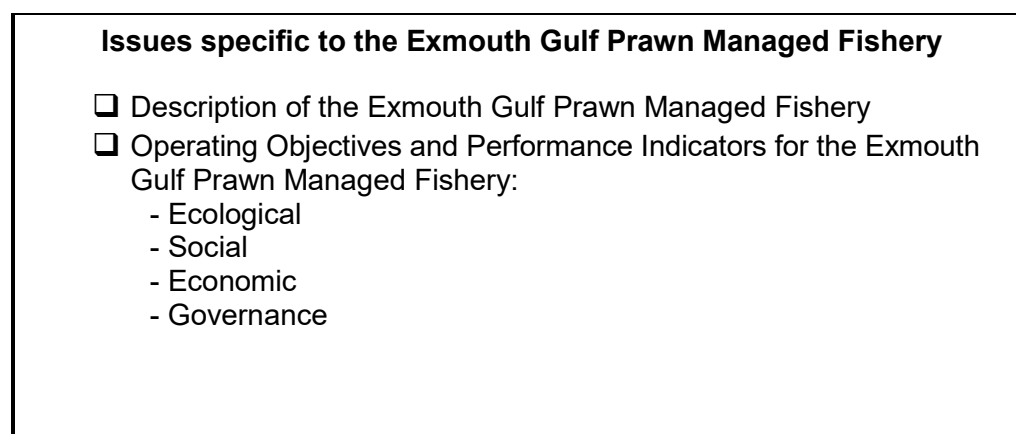 Issues specific to the Exmouth Gulf Prawn Managed Fishery
❑ Description of the Exmouth Gulf Prawn Managed Fishery
❑ Operating Objectives and Performance Indicators for the Exmouth
Gulf Prawn Managed Fishery:
- Ecological
- Social
- Economic
- Governance